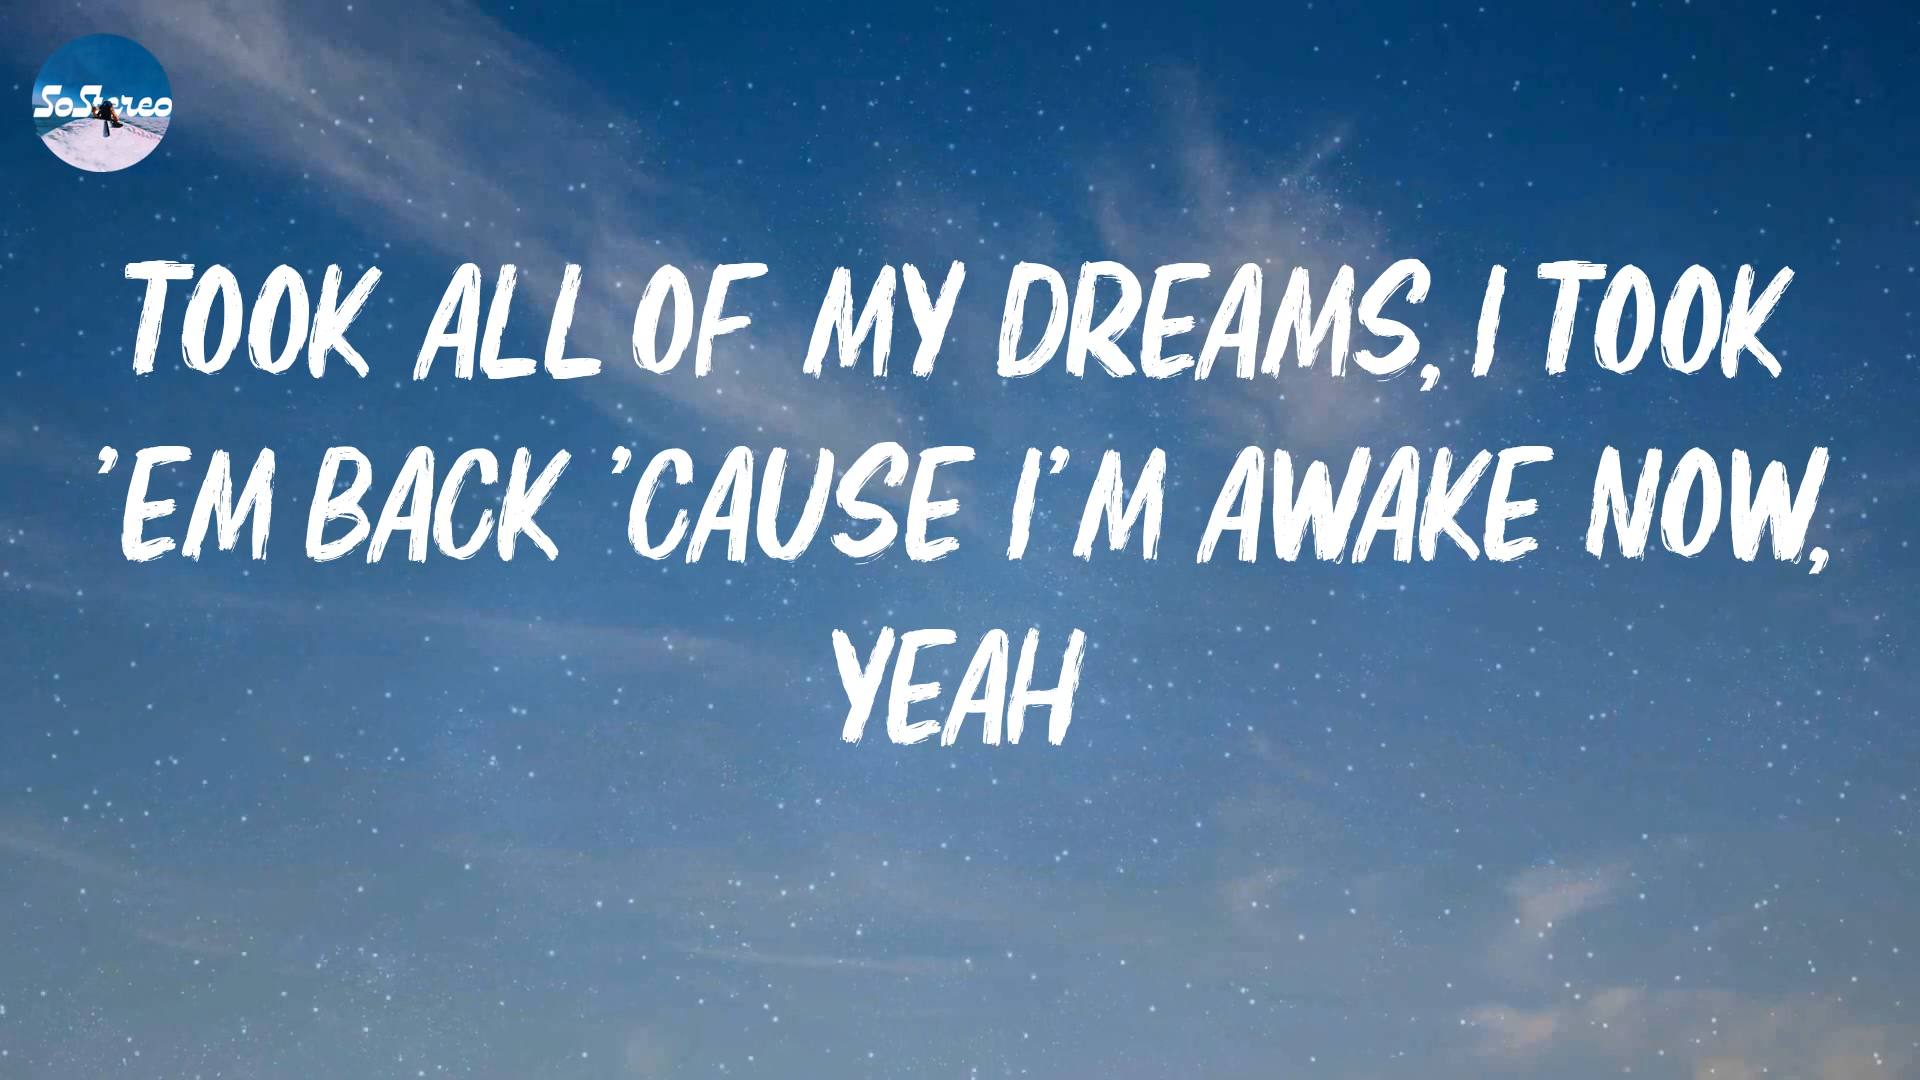 SoStereo
TOOK ALL OF MY DREAMS, I TOOK
'EM BACK 'CAUSE I'M AWAKE NOW,
YEAH